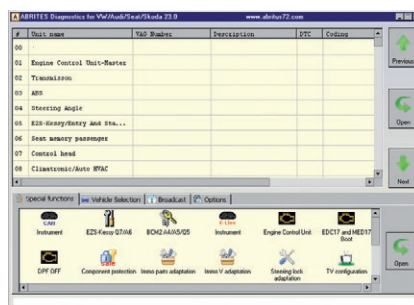 ABRITES Diagnostics for VW/Audi/Seat/Skoda 23.0 www.abritus72.com
# Unit name VAG Number Description DTC Coding
00 -
01 Engine Control Unit-Master
02 Transmisson
03 ABS
04 Steering Angle
05 EZS-Kessy/Entry And Sta...
06 Seat memory passenger
07 Control head
08 Climatronic/Auto HVAC
Previous
Open
Next
Special functions Vehicle Selection Broadcast Options
CAN K-Line
Instrument EZS-Kessy Q7/A6 BCM2 A4/A5/Q5 Instrument Engine Control Unit EDC17 and MED17 Boot
Safe
DPF OFF Component protection Immo parts adaptation Immo V adaptation Steering lock adaptation TV configuration
Open